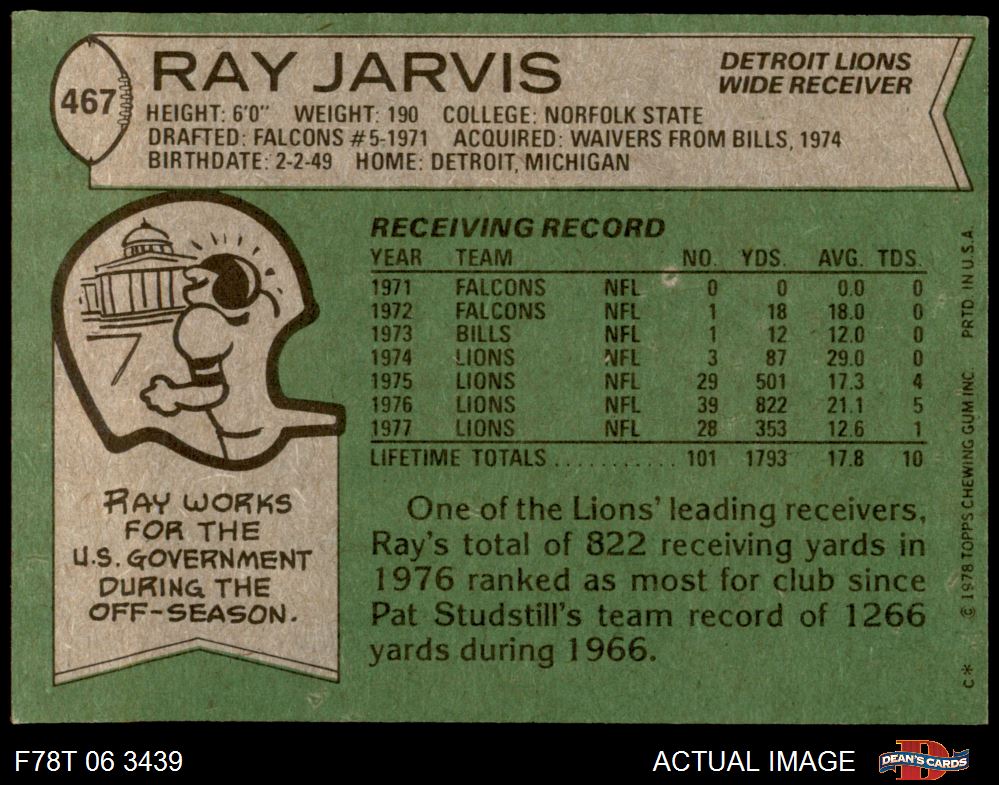 467
RAY JARVIS
DETROIT LIONS
WIDE RECEIVER
HEIGHT: 6'0" WEIGHT: 190 COLLEGE: NORFOLK STATE
DRAFTED: FALCONS #5-1971 ACQUIRED: WAIVERS FROM BILLS, 1974
BIRTHDATE: 2-2-49 HOME: DETROIT, MICHIGAN
RECEIVING RECORD
YEAR TEAM NO. YDS. AVG. TDS.
1971 FALCONS NFL 0 0 0.0 0
1972 FALCONS NFL 1 18 18.0 0
1973 BILLS NFL 1 12 12.0 0
1974 LIONS NFL 3 87 29.0 0
1975 LIONS NFL 29 501 17.3 4
1976 LIONS NFL 39 822 21.1 5
1977 LIONS NFL 28 353 12.6 1
LIFETIME TOTALS............ 101 1793 17.8 10
RAY WORKS
FOR THE
U.S. GOVERNMENT
DURING THE
OFF-SEASON.
One of the Lions' leading receivers,
Ray's total of 822 receiving yards in
1976 ranked as most for club since
Pat Studstill's team record of 1266
yards during 1966.
C* © 1978 TOPPS CHEWING GUM INC. PRTD. IN U.S.A.
F78T 06 3439
ACTUAL IMAGE
DEAN'S CARDS